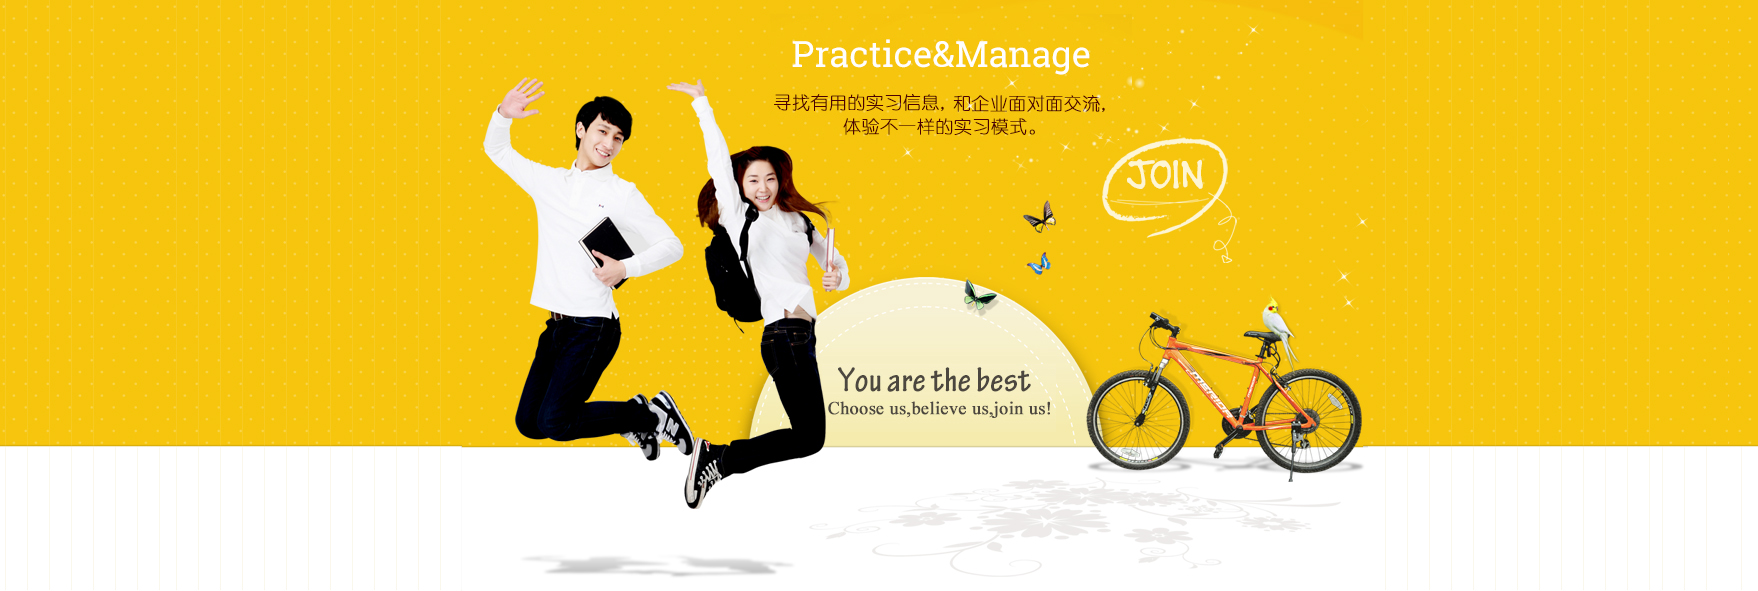 Practice&Manage
寻找有用的实习信息, 和企业面对面交流,
体验不一样的实习模式。
JOIN
You are the best
Choose us,believe us,join us!
MERIDA